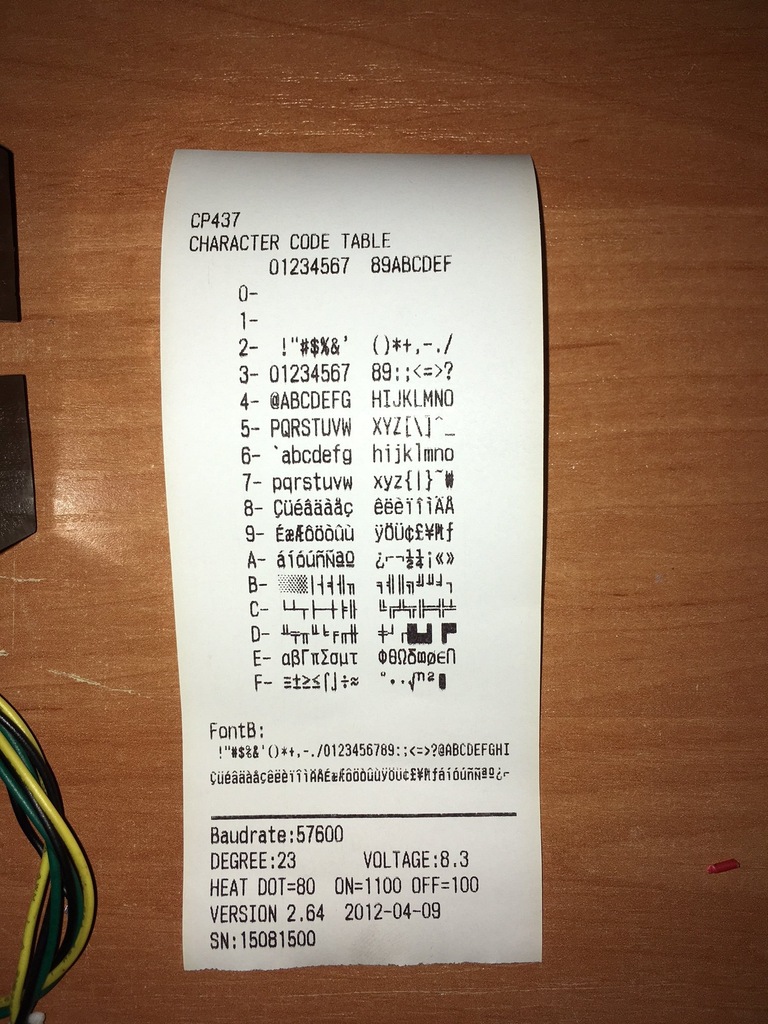 CP437
CHARACTER CODE TABLE
01234567 89ABCDEF
0-
1-
2- !"#$%&' ()*+,-./
3- 01234567 89:;<=>?
4- @ABCDEFG HIJKLMNO
5- PQRSTUVW XYZ[\]^_
6- `abcdefg hijklmno
7- pqrstuvw xyz{|}~
8- Çüéâäàåç êëèïîìÄÅ
9- ÉæÆôöòûù ÿÖÜ¢£¥₧ƒ
A- áíóúñÑªº ¿⌐¬½¼¡«»
B- ░▒▓│┤╡╢╖ ╕╣║╗╝╜╛┐
C- └┴┬├─┼╞╟ ╚╔╩╦╠═╬╧
D- ╨╤╥╙╘╒╓╫ ╪┘┌█▄▌▐▀
E- αßΓπΣσµτ ΦΘΩδ∞φ∈∩
F- ≡±≥≤⌠⌡÷≈ °∙·√ⁿ²■
FontB:
!"#$%&'()*+,-./0123456789:;<=>?@ABCDEFGHI
ÇüéâäàåçêëèïîìÄÅÉæÆôöòûùÿÖÜ¢£¥₧ƒáíóúñÑªº¿⌐
Baudrate:57600
DEGREE:23 VOLTAGE:8.3
HEAT DOT=80 ON=1100 OFF=100
VERSION 2.64 2012-04-09
SN:15081500